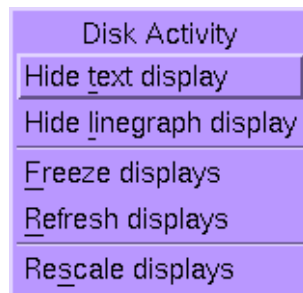 Disk Activity
Hide text display
Hide linegraph display
Freeze displays
Refresh displays
Rescale displays